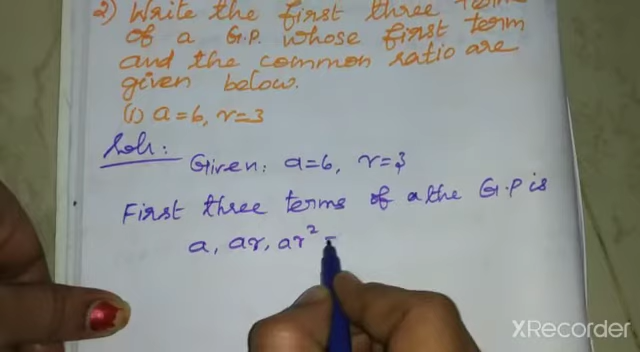 2) Write the first three terms
of a G.P. whose first term
and the common ratio are
given below.
(i) a=6, r=3
Soln:
Given: a=6, r=3
First three terms of a the G.P is
a, ar, ar² =
XRecorder